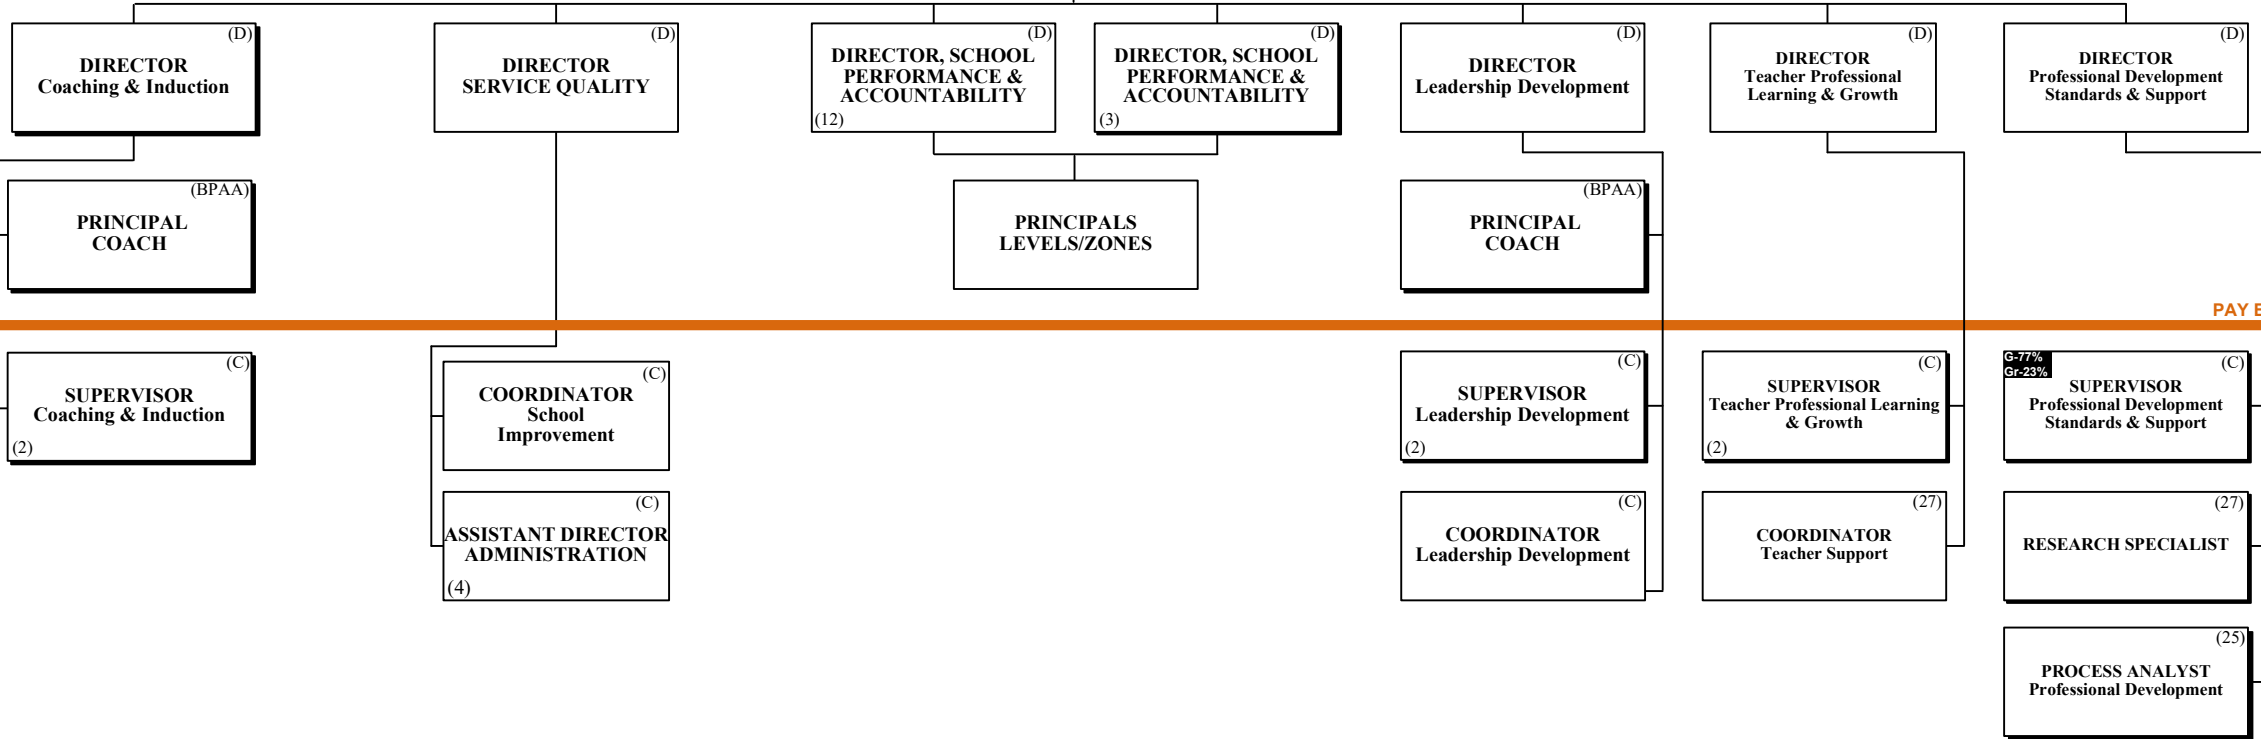 (D)
DIRECTOR
Coaching & Induction
(D)
DIRECTOR
SERVICE QUALITY
(D)
DIRECTOR, SCHOOL
PERFORMANCE &
ACCOUNTABILITY
(12)
(D)
DIRECTOR, SCHOOL
PERFORMANCE &
ACCOUNTABILITY
(3)
(D)
DIRECTOR
Leadership Development
(D)
DIRECTOR
Teacher Professional
Learning & Growth
(D)
DIRECTOR
Professional Development
Standards & Support
(BPAA)
PRINCIPAL
COACH
PRINCIPALS
LEVELS/ZONES
(BPAA)
PRINCIPAL
COACH
PAY
(C)
SUPERVISOR
Coaching & Induction
(2)
(C)
COORDINATOR
School
Improvement
(C)
SUPERVISOR
Leadership Development
(2)
(C)
SUPERVISOR
Teacher Professional Learning
& Growth
(2)
G-77%
Gr-23%
(C)
SUPERVISOR
Professional Development
Standards & Support
(C)
ASSISTANT DIRECTOR
ADMINISTRATION
(4)
(C)
COORDINATOR
Leadership Development
(27)
COORDINATOR
Teacher Support
(27)
RESEARCH SPECIALIST
(25)
PROCESS ANALYST
Professional Development